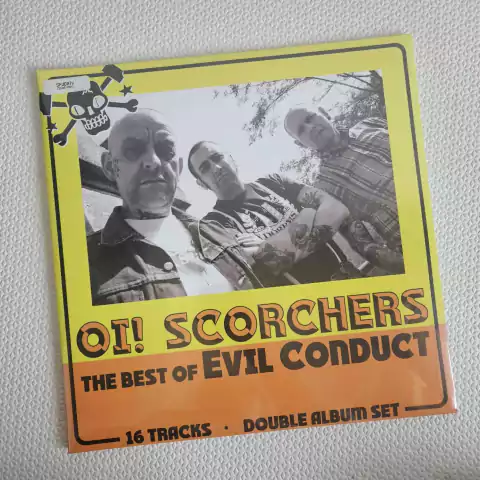 OI! SCORCHERS
THE BEST OF EVIL CONDUCT
16 TRACKS · DOUBLE ALBUM SET